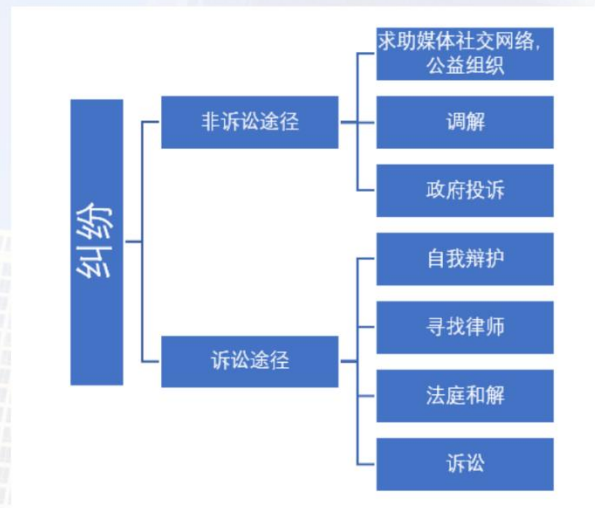 纠纷
非诉讼途径
求助媒体社交网络,
公益组织
调解
政府投诉
诉讼途径
自我辩护
寻找律师
法庭和解
诉讼